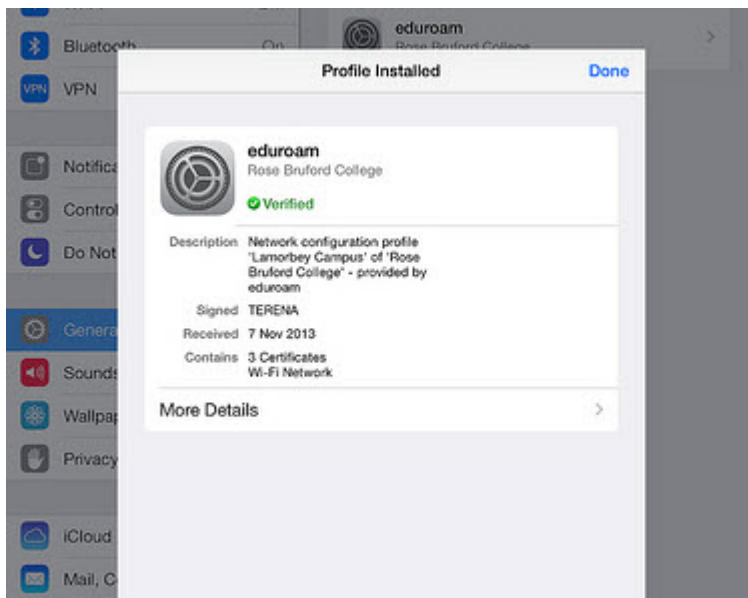 eduroam
Rose Bruford College
Bluetooth
On
VPN
VPN
Profile Installed
Done
eduroam
Rose Bruford College
Verified
Description Network configuration profile
'Lamorbey Campus' of 'Rose
Bruford College' - provided by
eduroam
Signed TERENA
Received 7 Nov 2013
Contains 3 Certificates
Wi-Fi Network
More Details
Notifica
Control
Do Not
Genera
Sounds
Wallpap
Privacy
iCloud
Mail, C